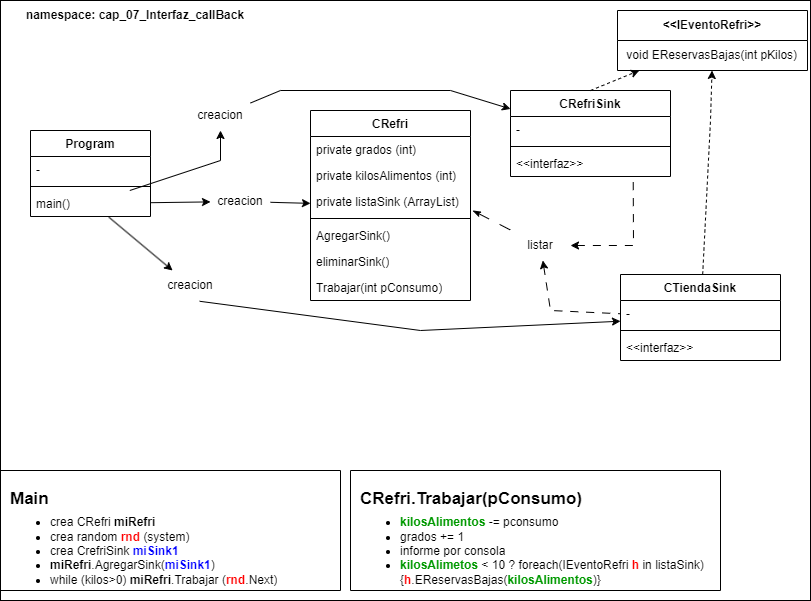 namespace: cap_07_Interfaz_callBack
<<IEventoRefri>>
void EReservasBajas(int pKilos)
creacion
CRefriSink
-
<<interfaz>>
CRefri
private grados (int)
private kilosAlimentos (int)
private listaSink (ArrayList)
AgregarSink()
eliminarSink()
Trabajar(int pConsumo)
Program
-
main()
creacion
listar
creacion
CTiendaSink
-
<<interfaz>>
Main
crea CRefri miRefri
crea random rnd (system)
crea CrefriSink miSink1
miRefri.AgregarSink(miSink1)
while (kilos>0) miRefri.Trabajar (rnd.Next)
CRefri.Trabajar(pConsumo)
kilosAlimentos -= pconsumo
grados += 1
informe por consola
kilosAlimetos < 10 ? foreach(IEventoRefri h in listaSink)
{h.EReservasBajas(kilosAlimentos)}